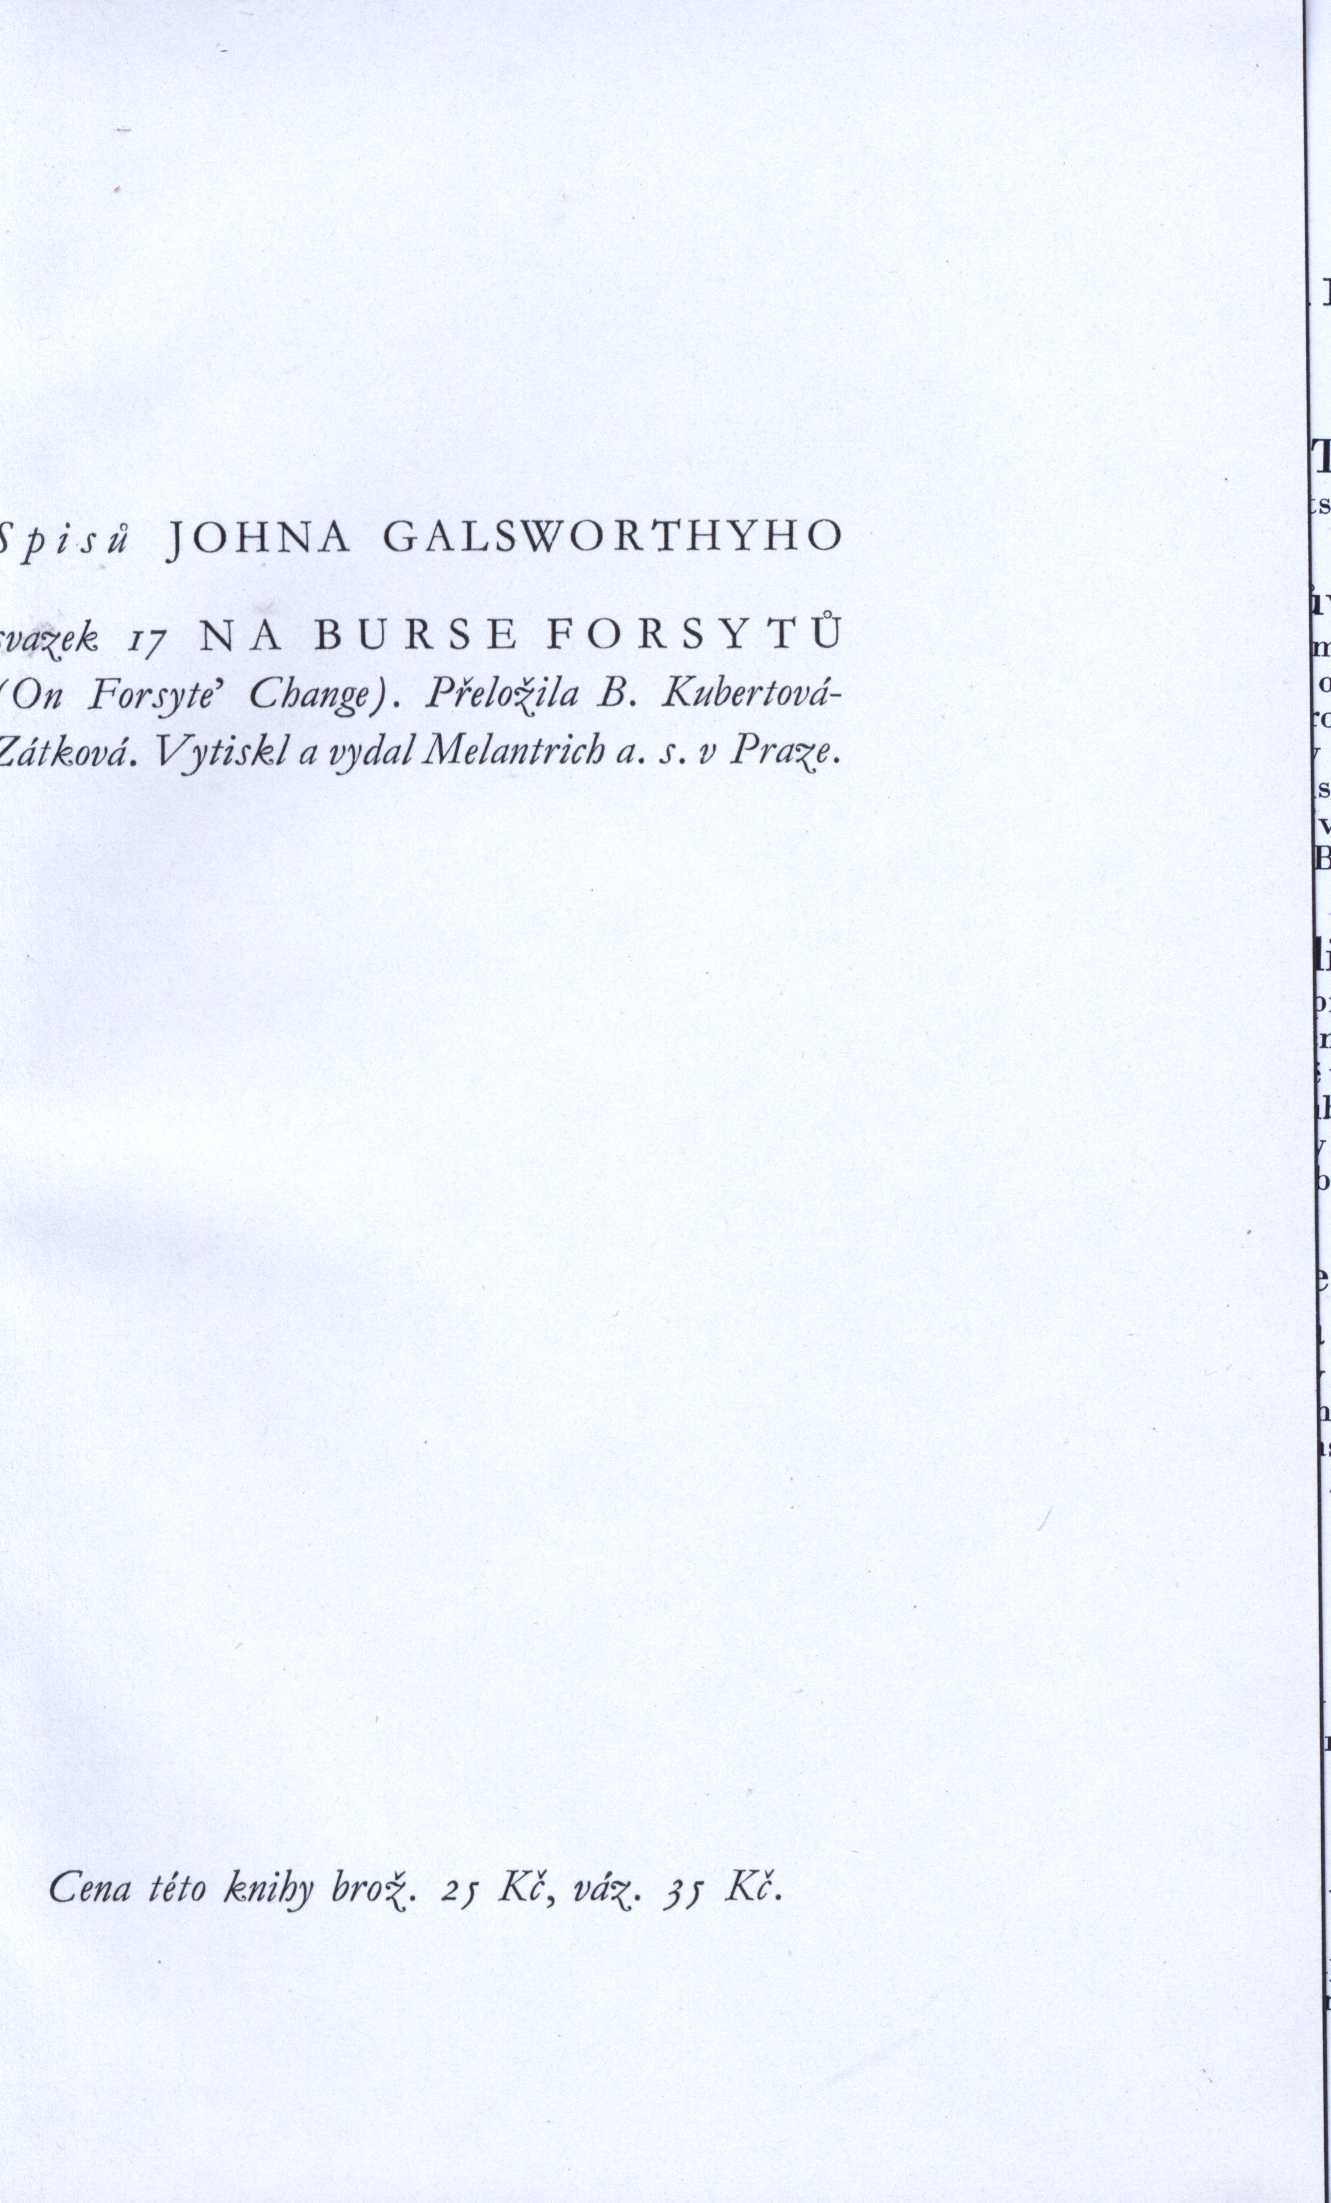 Spisů JOHNA GALSWORTHYHO
svazek 17 NA BURSE FORSYTŮ
(On Forsyte' Change). Přeložila B. Kubertová-
Zátková. Vytiskl a vydal Melantrich a. s. v Praze.
Cena této knihy brož. 25 Kč, váz. 35 Kč.